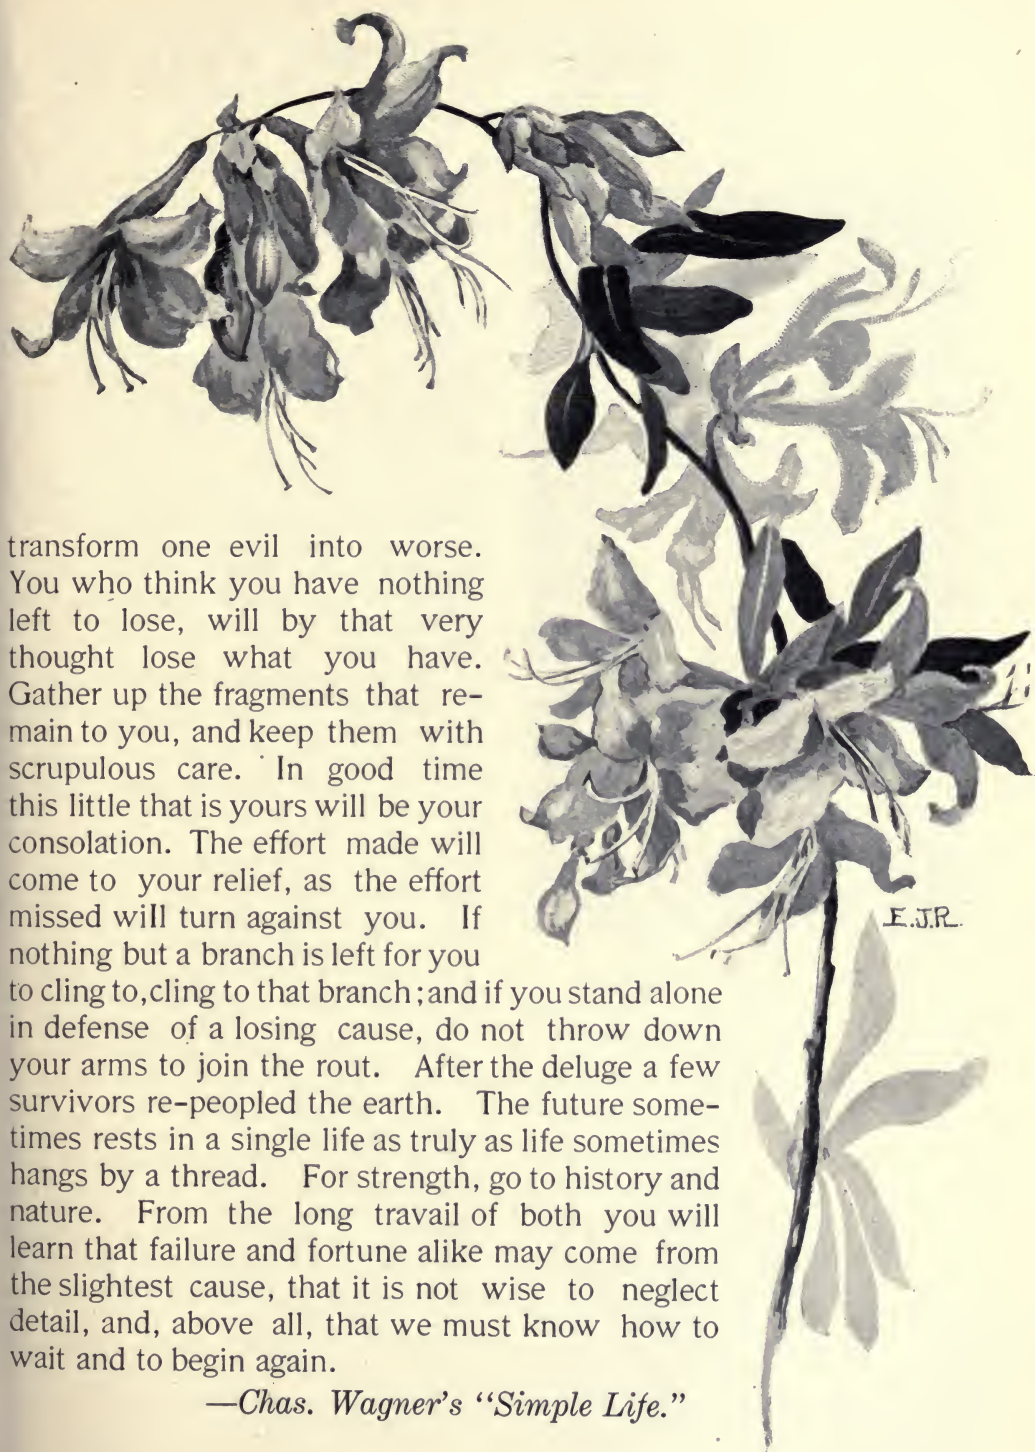 transform one evil into worse.
You who think you have nothing
left to lose, will by that very
thought lose what you have.
Gather up the fragments that re-
main to you, and keep them with
scrupulous care. In good time
this little that is yours will be your
consolation. The effort made will
come to your relief, as the effort
missed will turn against you. If
nothing but a branch is left for you
to cling to, cling to that branch; and if you stand alone
in defense of a losing cause, do not throw down
your arms to join the rout. After the deluge a few
survivors re-peopled the earth. The future some-
times rests in a single life as truly as life sometimes
hangs by a thread. For strength, go to history and
nature. From the long travail of both you will
learn that failure and fortune alike may come from
the slightest cause, that it is not wise to neglect
detail, and, above all, that we must know how to
wait and to begin again.
—Chas. Wagner's "Simple Life."
E.J.R.